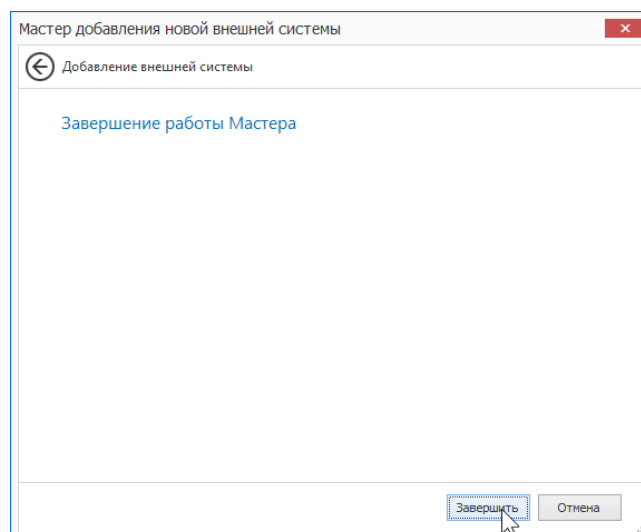 Мастер добавления новой внешней системы
Добавление внешней системы
Завершение работы Мастера
Завершить
Отмена